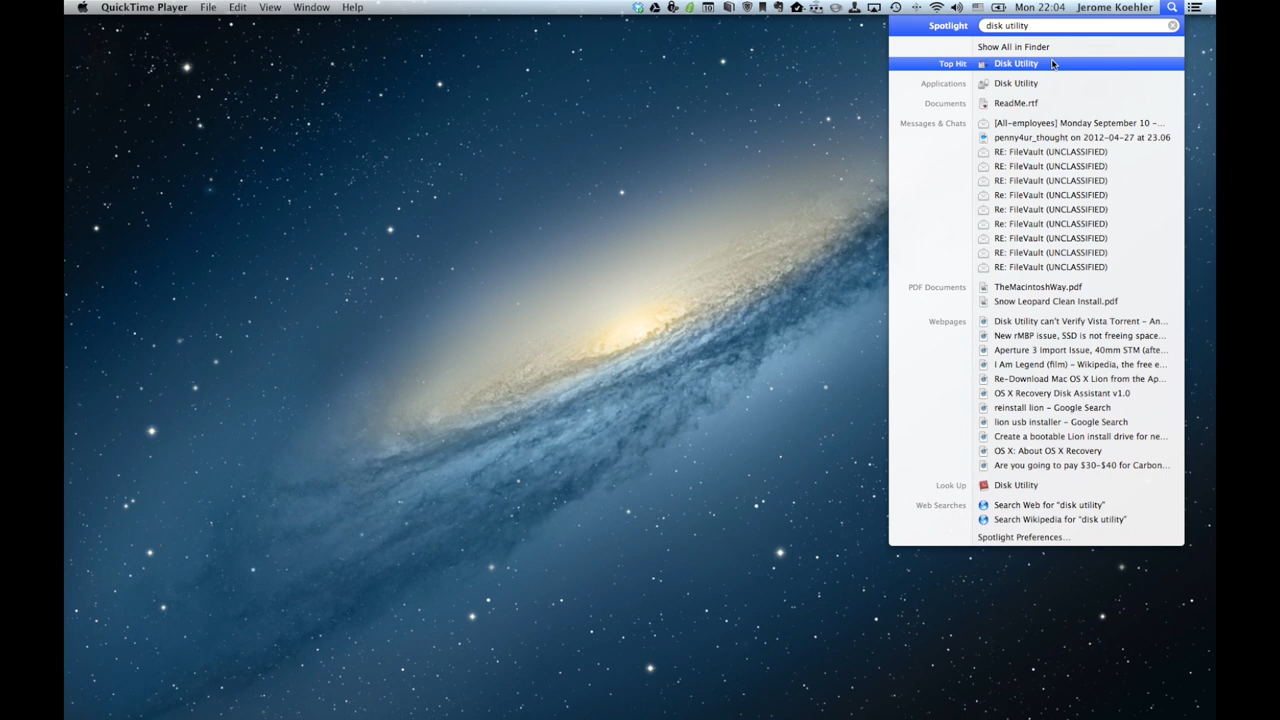 QuickTime Player File Edit View Window Help Mon 22:04 Jerome Koehler
Spotlight disk utility
Show All in Finder
Top Hit Disk Utility
Applications Disk Utility
Documents ReadMe.rtf
Messages & Chats [All-employees] Monday September 10 –...
penny4ur_thought on 2012-04-27 at 23.06
RE: FileVault (UNCLASSIFIED)
RE: FileVault (UNCLASSIFIED)
RE: FileVault (UNCLASSIFIED)
Re: FileVault (UNCLASSIFIED)
Re: FileVault (UNCLASSIFIED)
RE: FileVault (UNCLASSIFIED)
RE: FileVault (UNCLASSIFIED)
RE: FileVault (UNCLASSIFIED)
RE: FileVault (UNCLASSIFIED)
PDF Documents TheMacintoshWay.pdf
Snow Leopard Clean Install.pdf
Webpages Disk Utility can't Verify Vista Torrent – An...
New rMBP issue, SSD is not freeing space...
Aperture 3 Import Issue, 40mm STM (afte...
I Am Legend (film) – Wikipedia, the free e...
Re-Download Mac OS X Lion from the Ap...
OS X Recovery Disk Assistant v1.0
reinstall lion – Google Search
lion usb installer – Google Search
Create a bootable Lion install drive for ne...
OS X: About OS X Recovery
Are you going to pay $30-$40 for Carbon...
Look Up Disk Utility
Web Searches Search Web for "disk utility"
Search Wikipedia for "disk utility"
Spotlight Preferences...